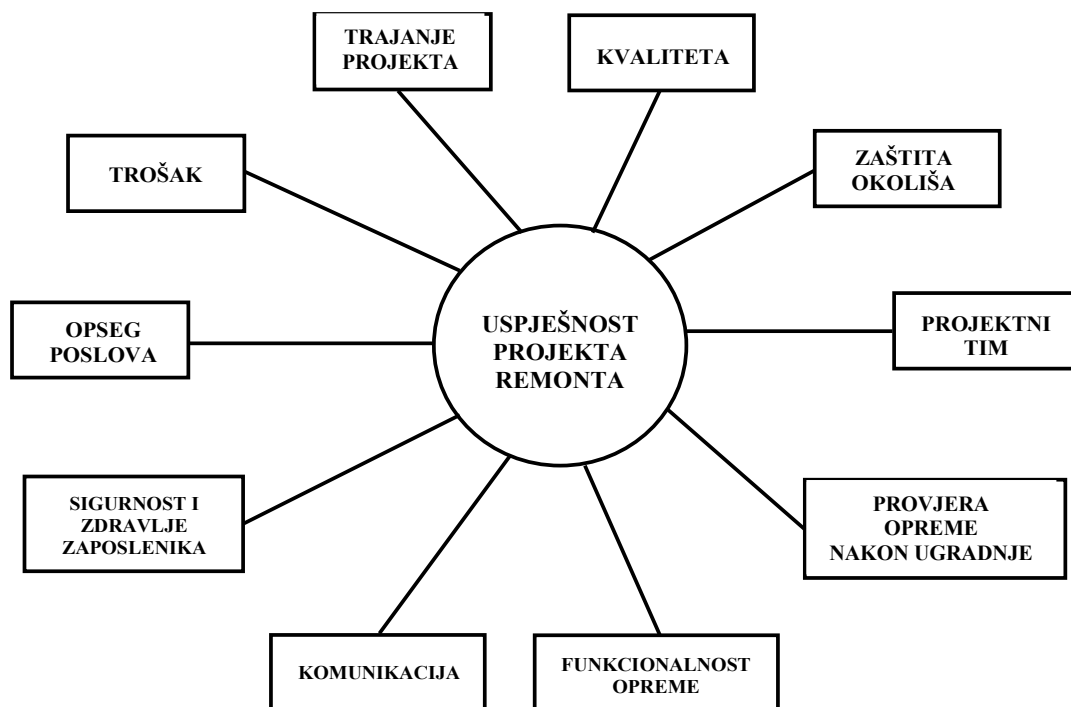 TRAJANJE
PROJEKTA
KVALITETA
TROŠAK
ZAŠTITA
OKOLIŠA
OPSEG
POSLOVA
USPJEŠNOST
PROJEKTA
REMONTA
PROJEKTNI
TIM
SIGURNOST I
ZDRAVLJE
ZAPOSLENIKA
PROVJERA
OPREME
NAKON UGRADNJE
KOMUNIKACIJA
FUNKCIONALNOST
OPREME